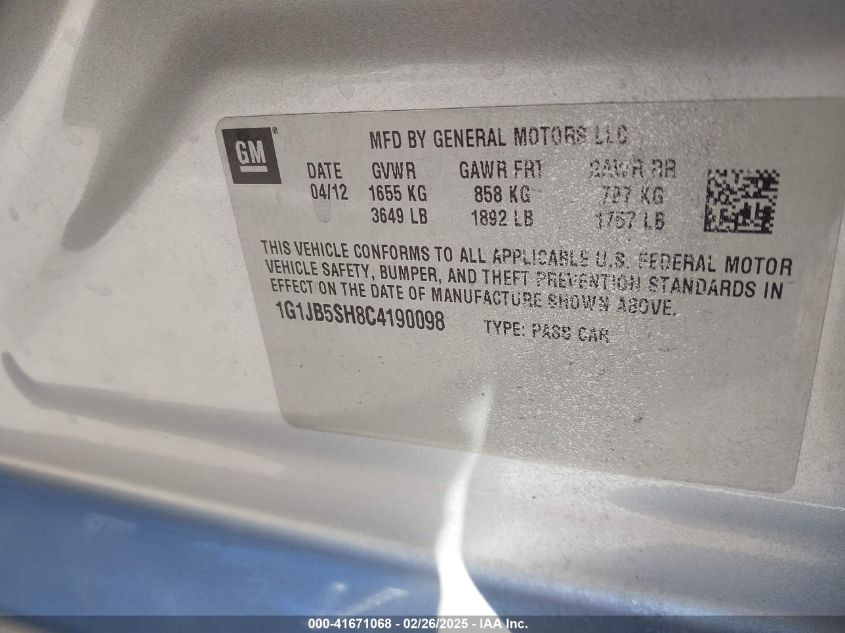 GM ®
MFD BY GENERAL MOTORS LLC
DATE GVWR GAWR FRT GAWR RR
04/12 1655 KG 858 KG 797 KG
3649 LB 1892 LB 1757 LB
THIS VEHICLE CONFORMS TO ALL APPLICABLE U.S. FEDERAL MOTOR
VEHICLE SAFETY, BUMPER, AND THEFT PREVENTION STANDARDS IN
EFFECT ON THE DATE OF MANUFACTURE SHOWN ABOVE.
1G1JB5SH8C4190098 TYPE: PASS CAR
000-41671068 - 02/26/2025 - IAA Inc.